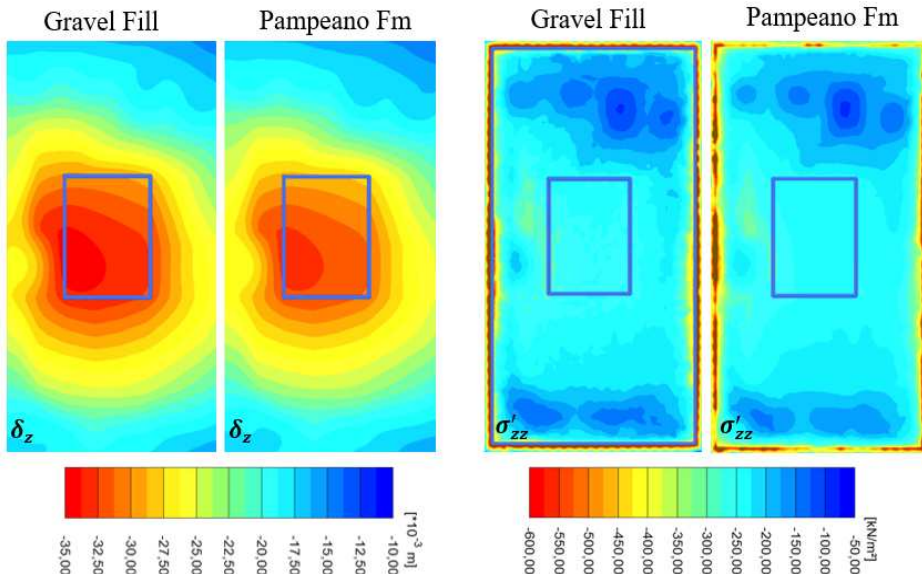 Gravel Fill
Pampeano Fm
Gravel Fill
Pampeano Fm
δz
δz
σ′zz
σ′zz
[*10⁻³ m]
-10,00
-12,50
-15,00
-17,50
-20,00
-22,50
-25,00
-27,50
-30,00
-32,50
-35,00
[kN/m²]
-50,00
-100,00
-150,00
-200,00
-250,00
-300,00
-350,00
-400,00
-450,00
-500,00
-550,00
-600,00